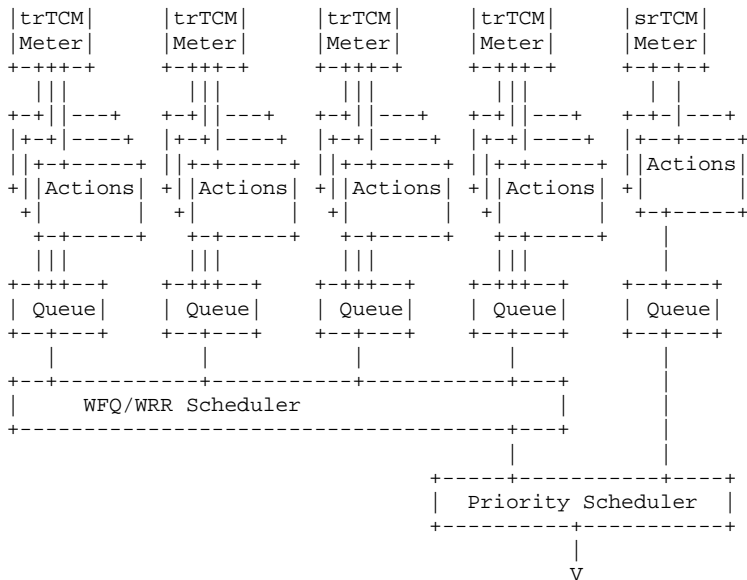 trTCM trTCM trTCM trTCM srTCM
Meter Meter Meter Meter Meter
Actions
Actions Actions Actions Actions
Queue Queue Queue Queue Queue
WFQ/WRR Scheduler
Priority Scheduler
V